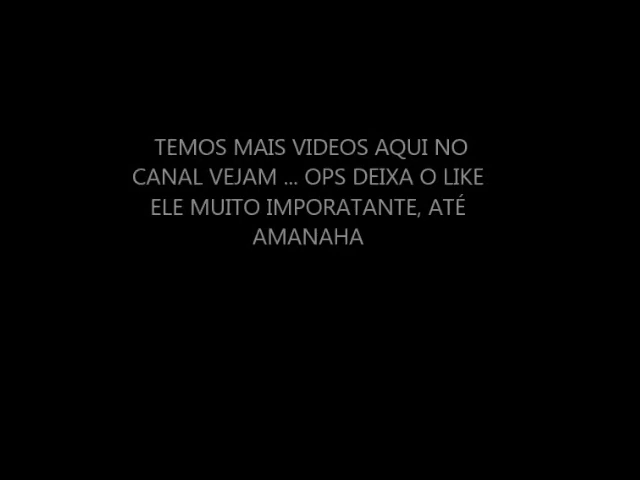 TEMOS MAIS VIDEOS AQUI NO
CANAL VEJAM ... OPS DEIXA O LIKE
ELE MUITO IMPORATANTE, ATÉ
AMANAHA